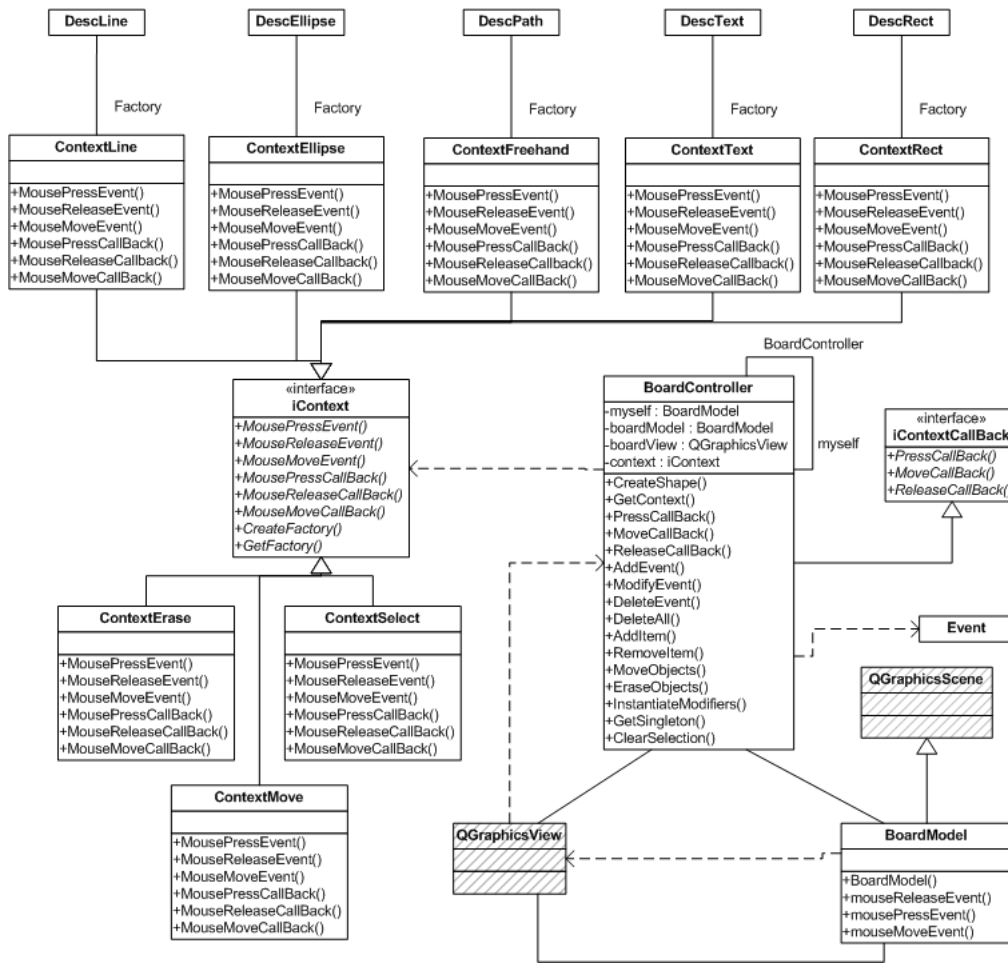 DescLine
DescEllipse
DescPath
DescText
DescRect
Factory
Factory
Factory
Factory
Factory
ContextLine
+MousePressEvent()
+MouseReleaseEvent()
+MouseMoveEvent()
+MousePressCallBack()
+MouseReleaseCallback()
+MouseMoveCallBack()
ContextEllipse
+MousePressEvent()
+MouseReleaseEvent()
+MouseMoveEvent()
+MousePressCallBack()
+MouseReleaseCallback()
+MouseMoveCallBack()
ContextFreehand
+MousePressEvent()
+MouseReleaseEvent()
+MouseMoveEvent()
+MousePressCallBack()
+MouseReleaseCallback()
+MouseMoveCallBack()
ContextText
+MousePressEvent()
+MouseReleaseEvent()
+MouseMoveEvent()
+MousePressCallBack()
+MouseReleaseCallback()
+MouseMoveCallBack()
ContextRect
+MousePressEvent()
+MouseReleaseEvent()
+MouseMoveEvent()
+MousePressCallBack()
+MouseReleaseCallback()
+MouseMoveCallBack()
«interface»
iContext
+MousePressEvent()
+MouseReleaseEvent()
+MouseMoveEvent()
+MousePressCallBack()
+MouseReleaseCallBack()
+MouseMoveCallBack()
+CreateFactory()
+GetFactory()
BoardController
BoardController
-myself : BoardModel
-boardModel : BoardModel
-boardView : QGraphicsView
-context : iContext
+CreateShape()
+GetContext()
+PressCallBack()
+MoveCallBack()
+ReleaseCallBack()
+AddEvent()
+ModifyEvent()
+DeleteEvent()
+DeleteAll()
+AddItem()
+RemoveItem()
+MoveObjects()
+EraseObjects()
+InstantiateModifiers()
+GetSingleton()
+ClearSelection()
myself
«interface»
iContextCallBack
+PressCallBack()
+MoveCallBack()
+ReleaseCallBack()
ContextErase
+MousePressEvent()
+MouseReleaseEvent()
+MouseMoveEvent()
+MousePressCallBack()
+MouseReleaseCallBack()
+MouseMoveCallBack()
ContextSelect
+MousePressEvent()
+MouseReleaseEvent()
+MouseMoveEvent()
+MousePressCallBack()
+MouseReleaseCallBack()
+MouseMoveCallBack()
Event
QGraphicsScene
ContextMove
+MousePressEvent()
+MouseReleaseEvent()
+MouseMoveEvent()
+MousePressCallBack()
+MouseReleaseCallBack()
+MouseMoveCallBack()
QGraphicsView
BoardModel
+BoardModel()
+mouseReleaseEvent()
+mousePressEvent()
+mouseMoveEvent()